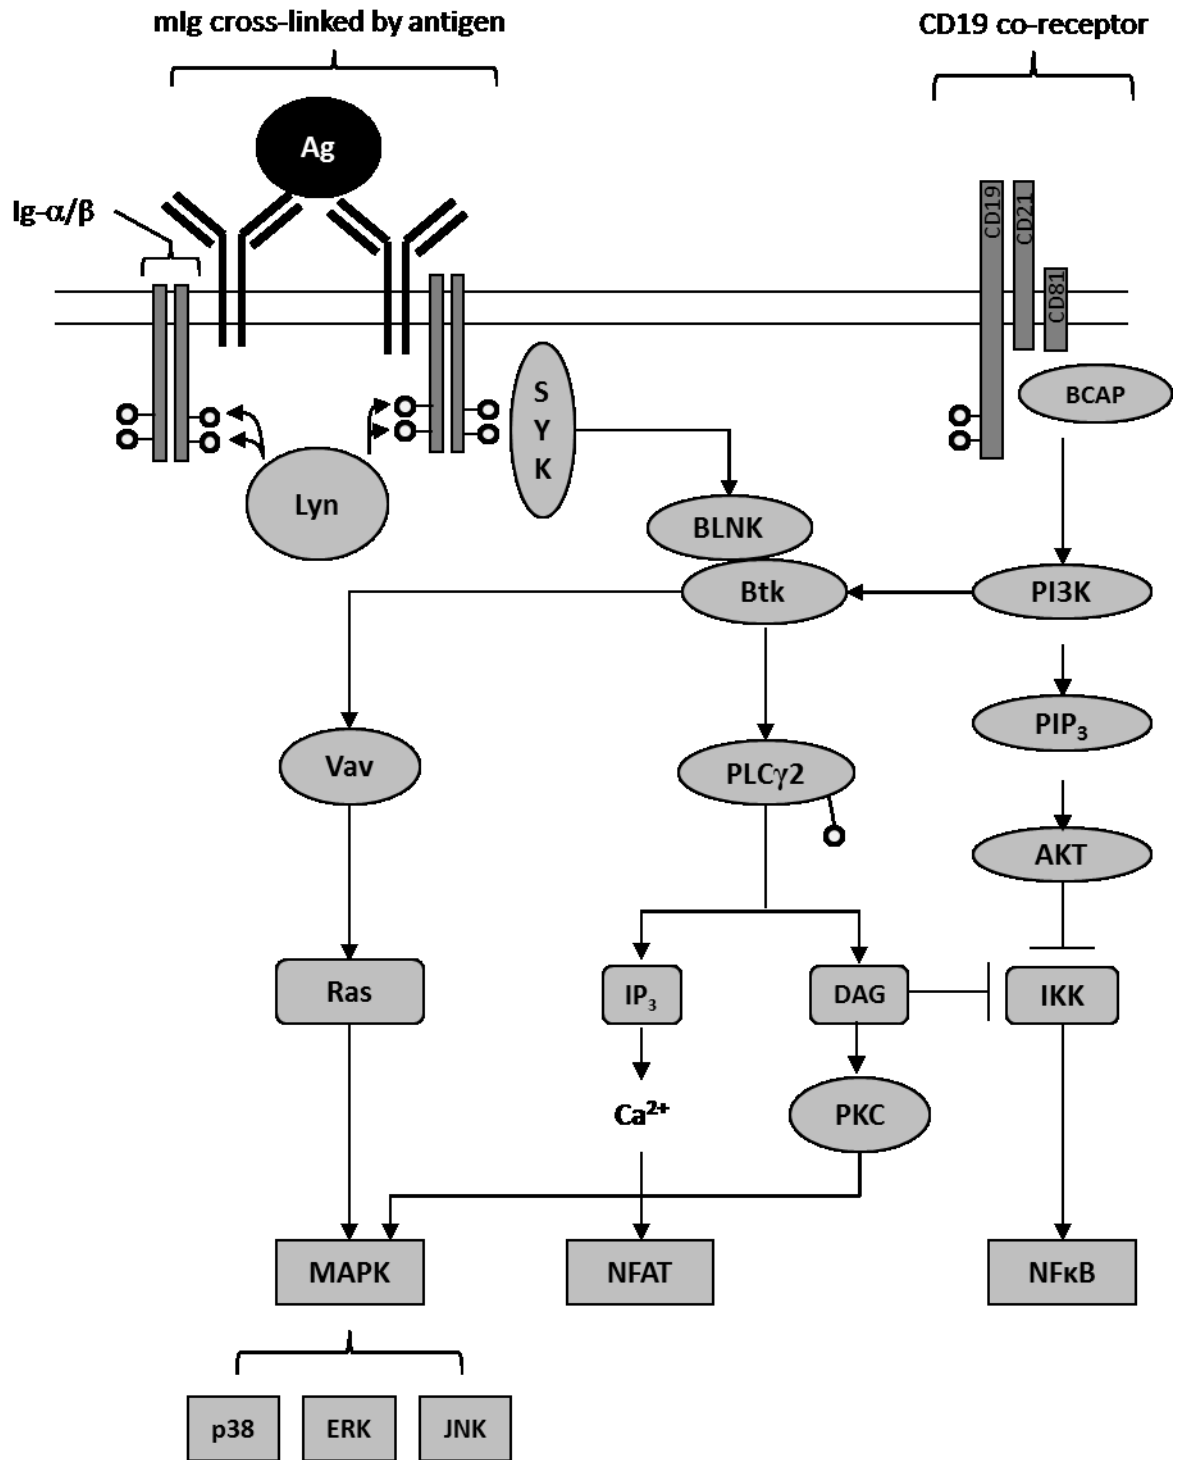 mIg cross-linked by antigen
CD19 co-receptor
Ag
Ig-α/β
CD19
CD21
CD81
S
Y
K
BCAP
Lyn
BLNK
Btk
PI3K
PIP₃
Vav
PLCγ2
AKT
Ras
IP₃
DAG
IKK
Ca²⁺
PKC
MAPK
NFAT
NFκB
p38
ERK
JNK